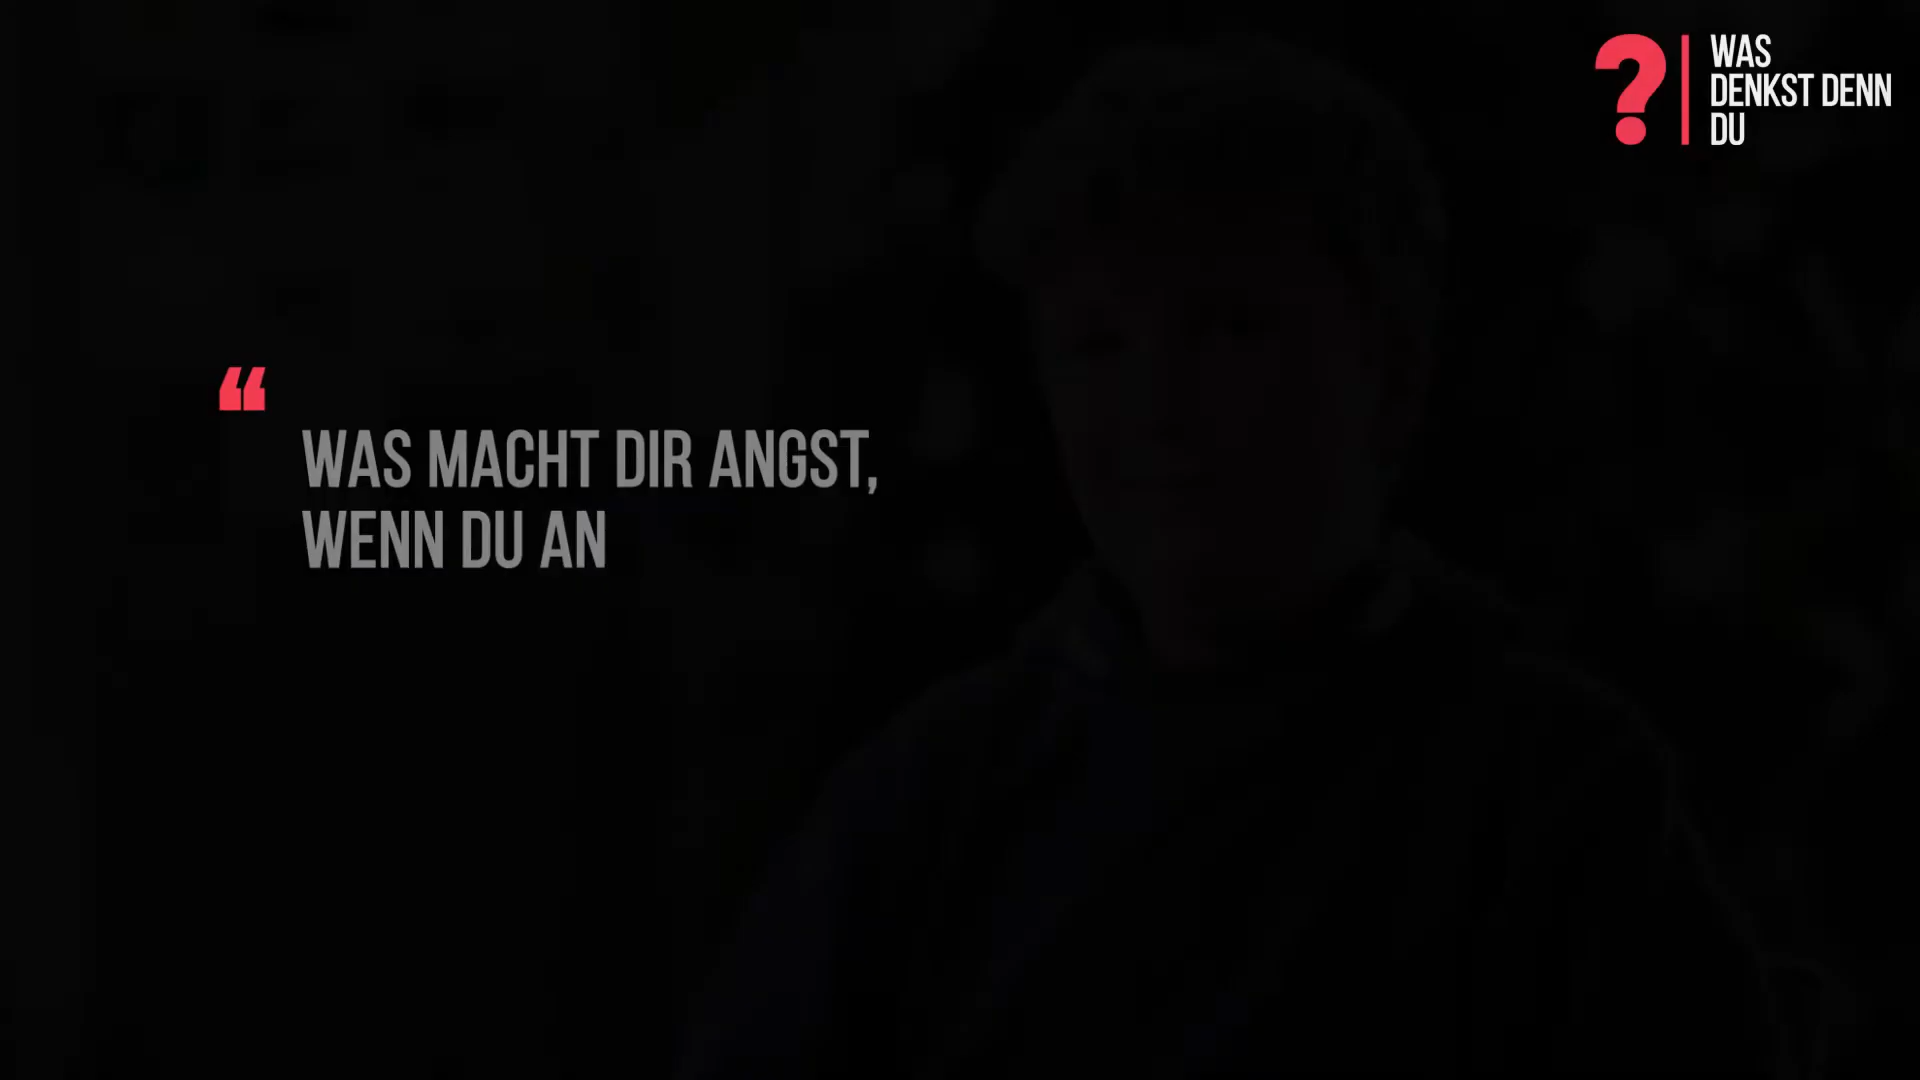 WAS
DENKST DENN
DU
“
WAS MACHT DIR ANGST,
WENN DU AN